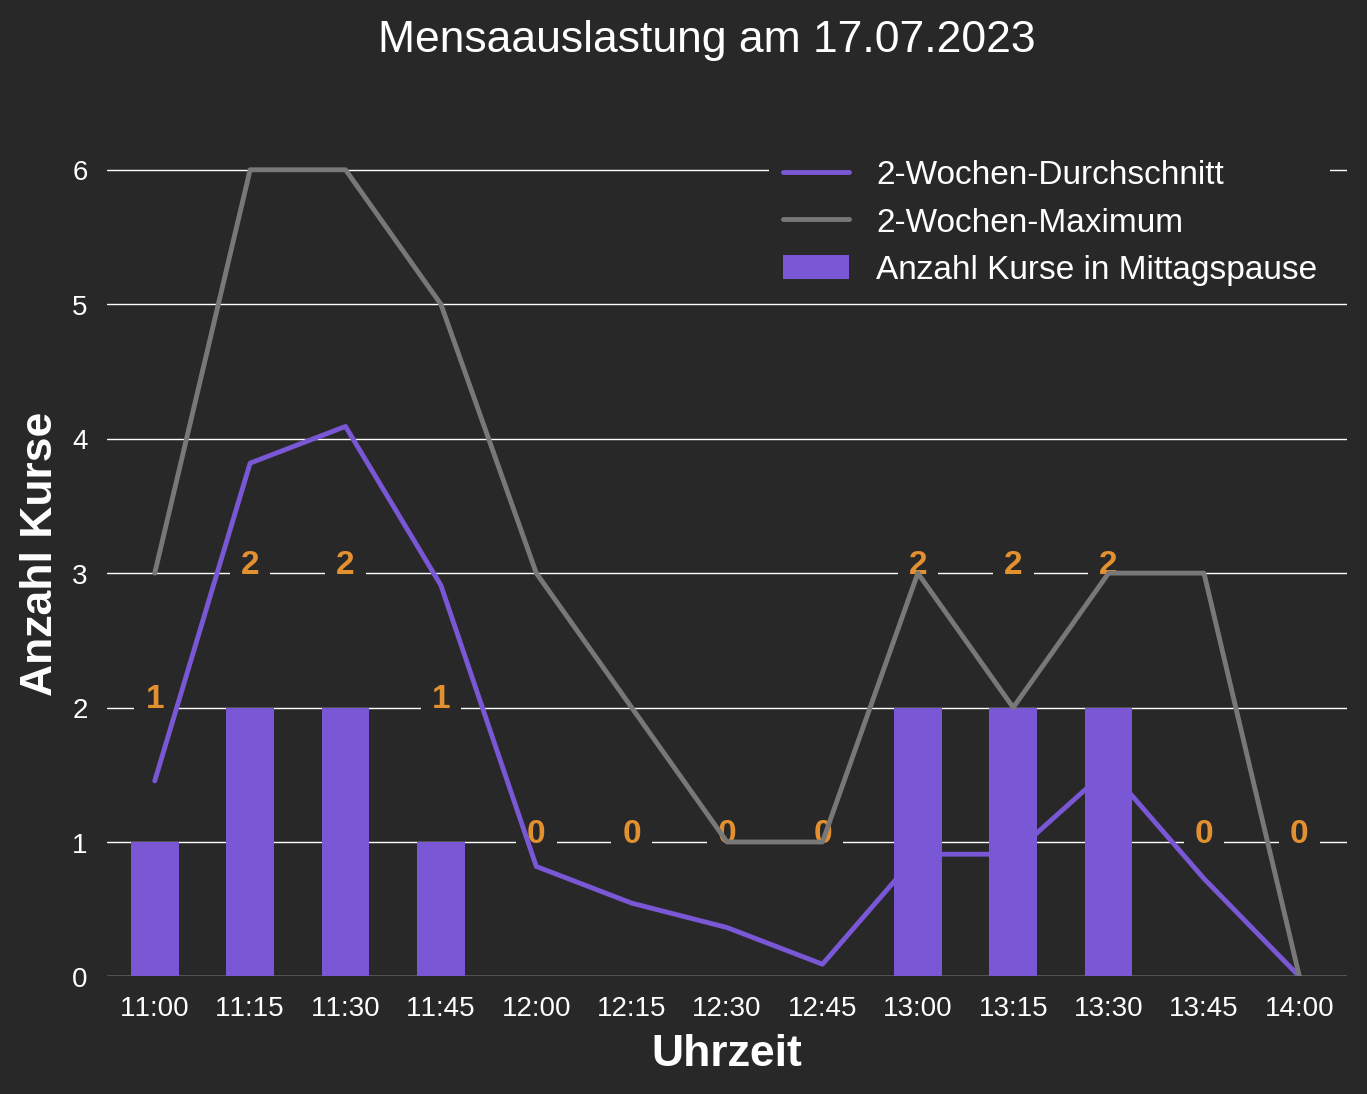 Mensaauslastung am 17.07.2023
2-Wochen-Durchschnitt
2-Wochen-Maximum
Anzahl Kurse in Mittagspause
Anzahl Kurse
6
5
4
3
2
1
0
1
2
2
1
0
0
0
0
2
2
2
0
0
11:00 11:15 11:30 11:45 12:00 12:15 12:30 12:45 13:00 13:15 13:30 13:45 14:00
Uhrzeit